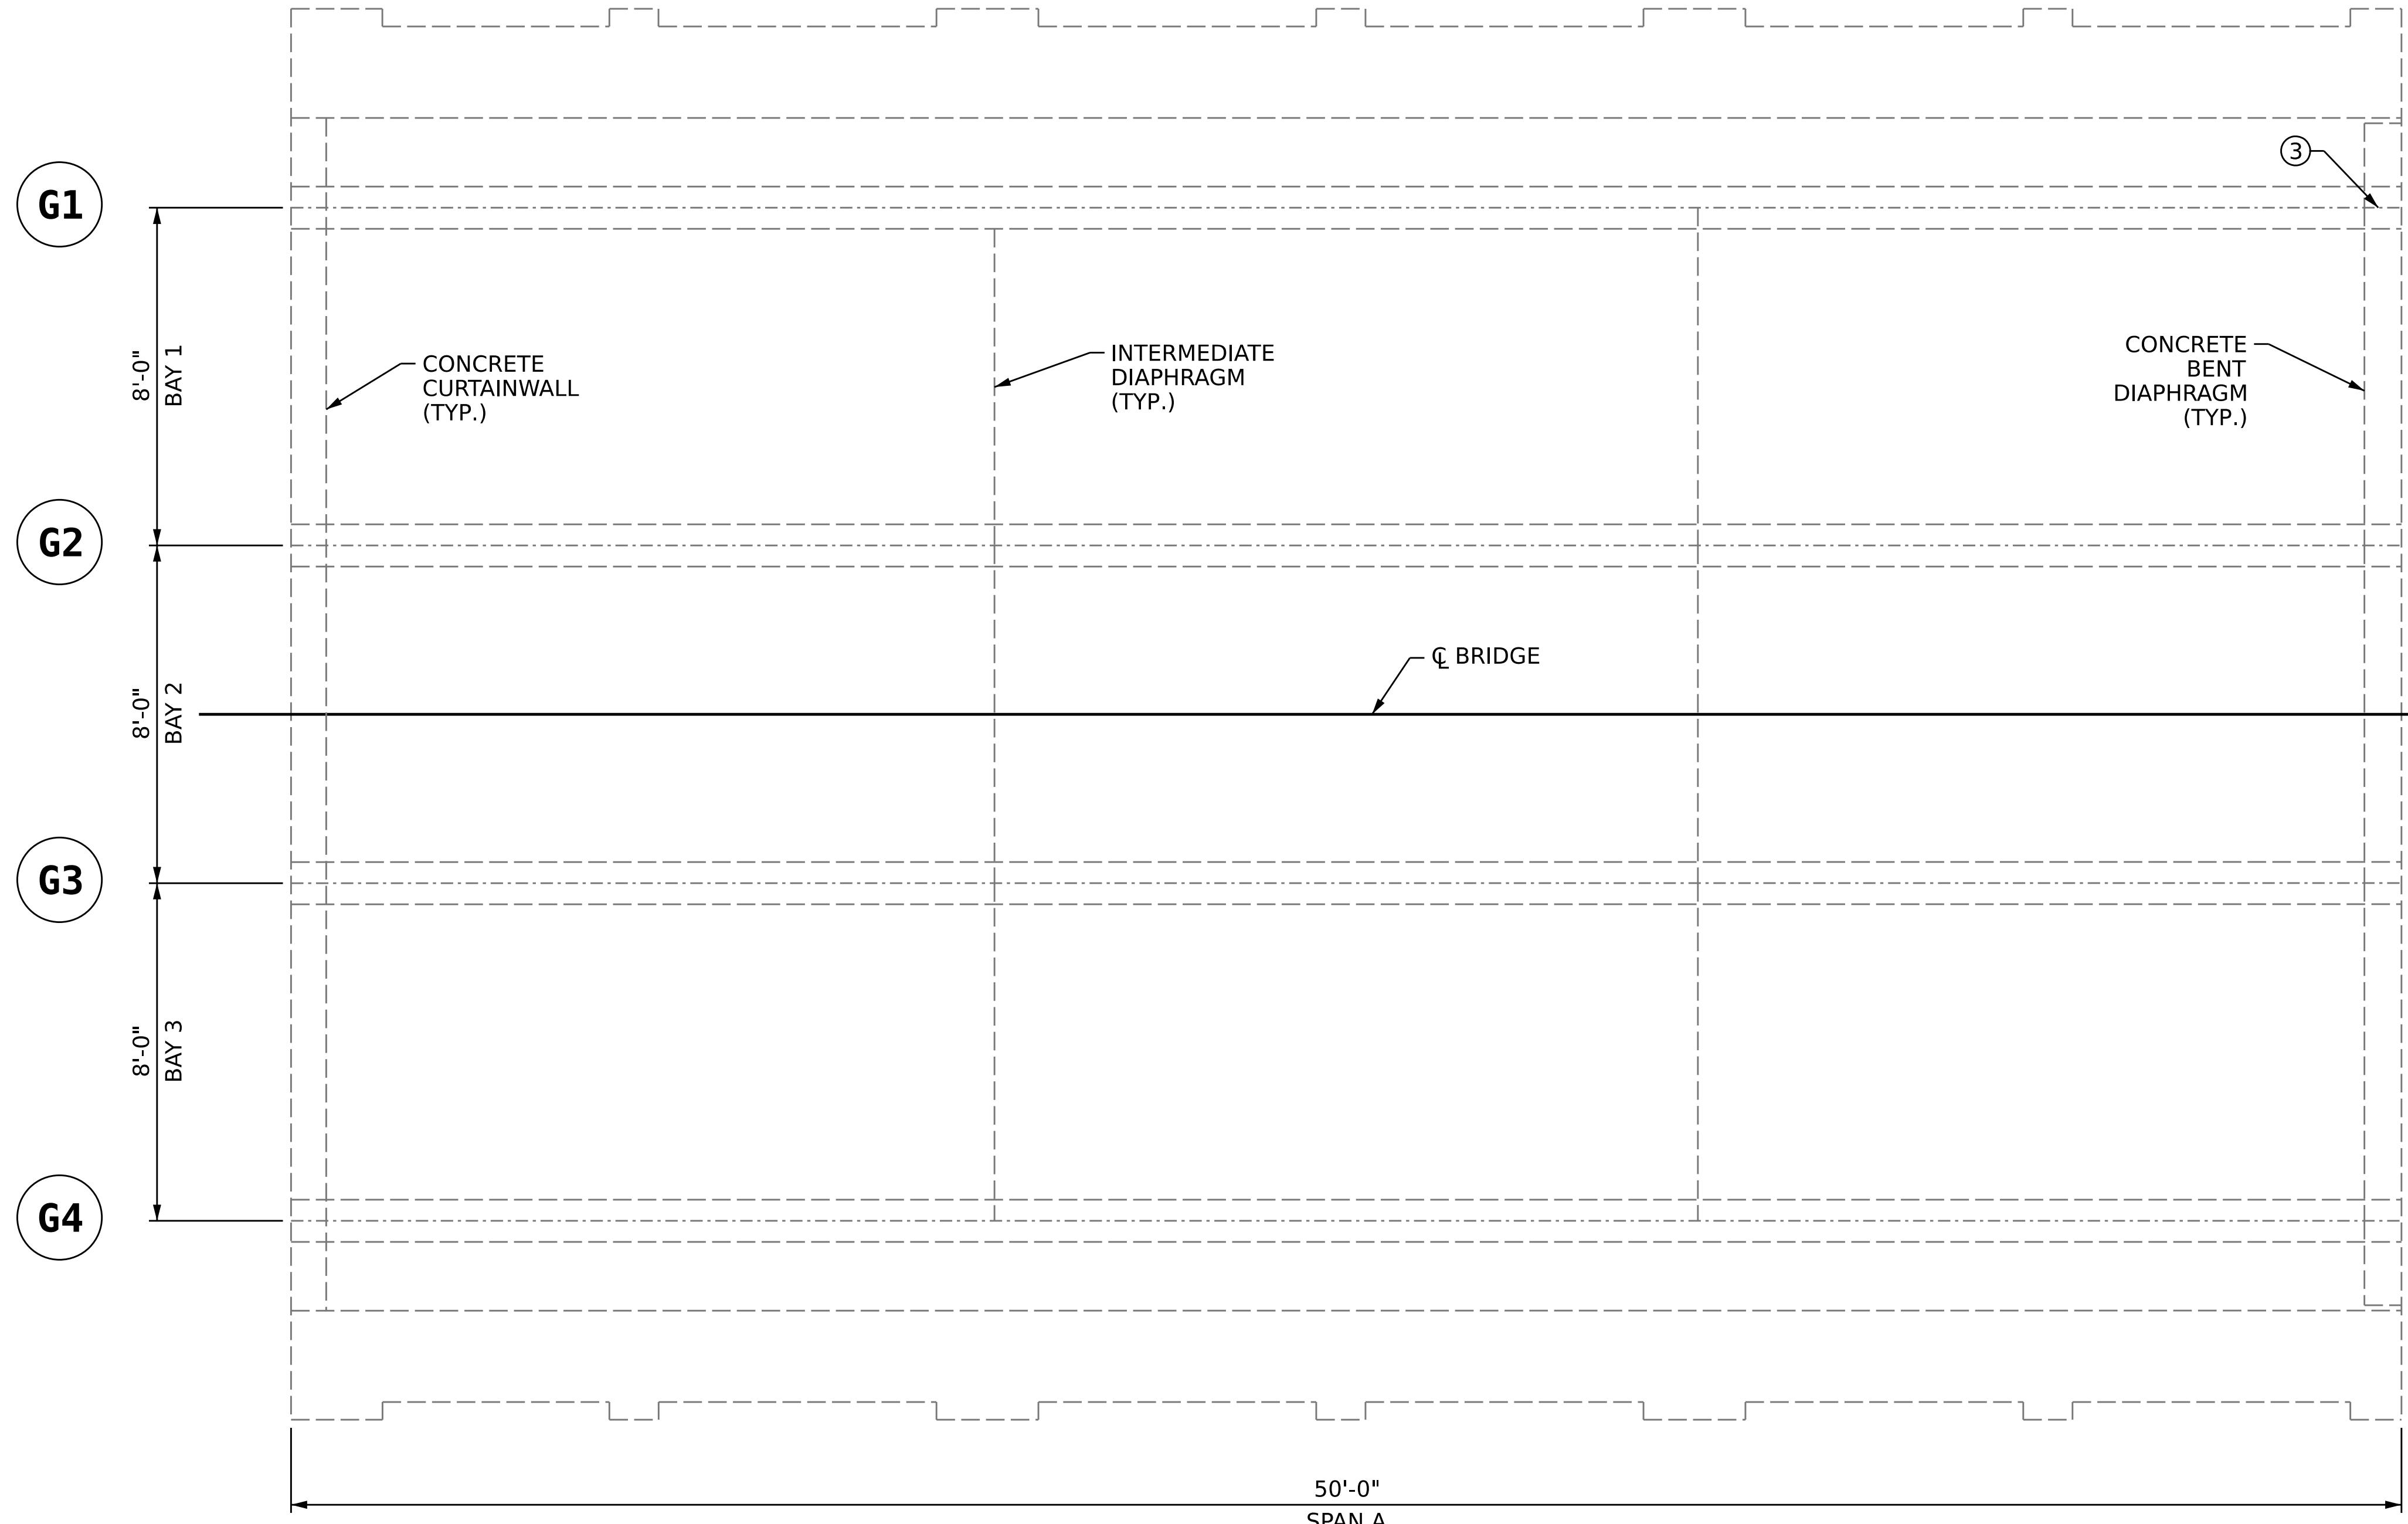 3
G1
8'-0"
BAY 1
CONCRETE
CURTAINWALL
(TYP.)
INTERMEDIATE
DIAPHRAGM
(TYP.)
CONCRETE
BENT
DIAPHRAGM
(TYP.)
G2
8'-0"
BAY 2
℄ BRIDGE
G3
8'-0"
BAY 3
G4
50'-0"
SPAN A